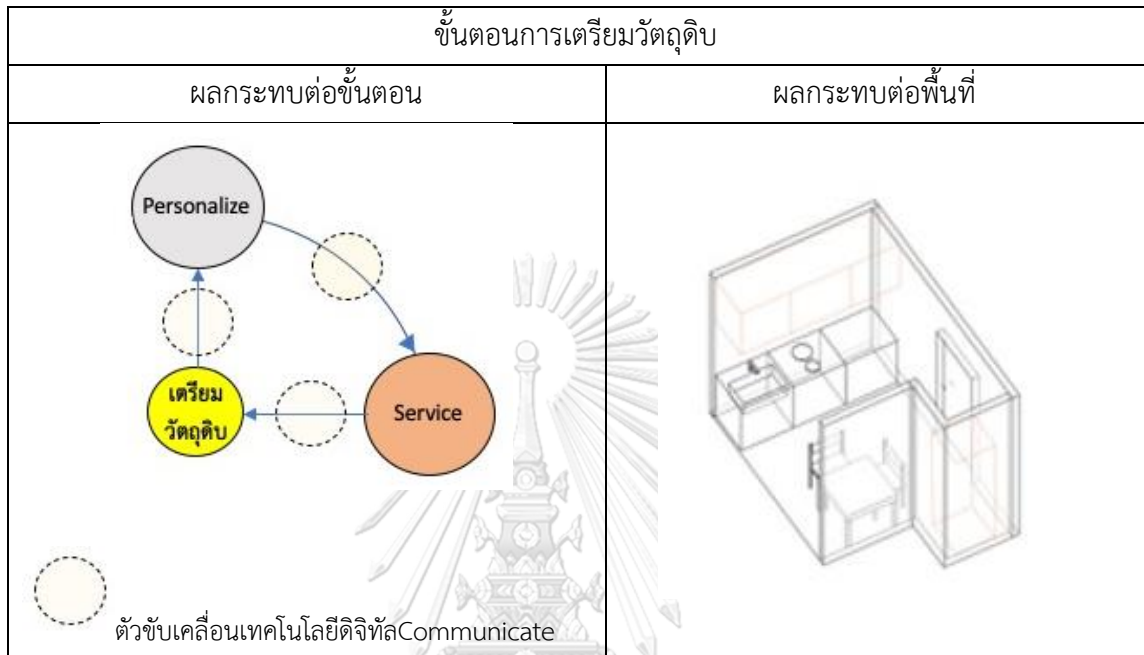 ขั้นตอนการเตรียมวัตถุดิบ
ผลกระทบต่อขั้นตอน
ผลกระทบต่อพื้นที่
Personalize
เตรียม
วัตถุดิบ
Service
ตัวขับเคลื่อนเทคโนโลยีดิจิทัลCommunicate